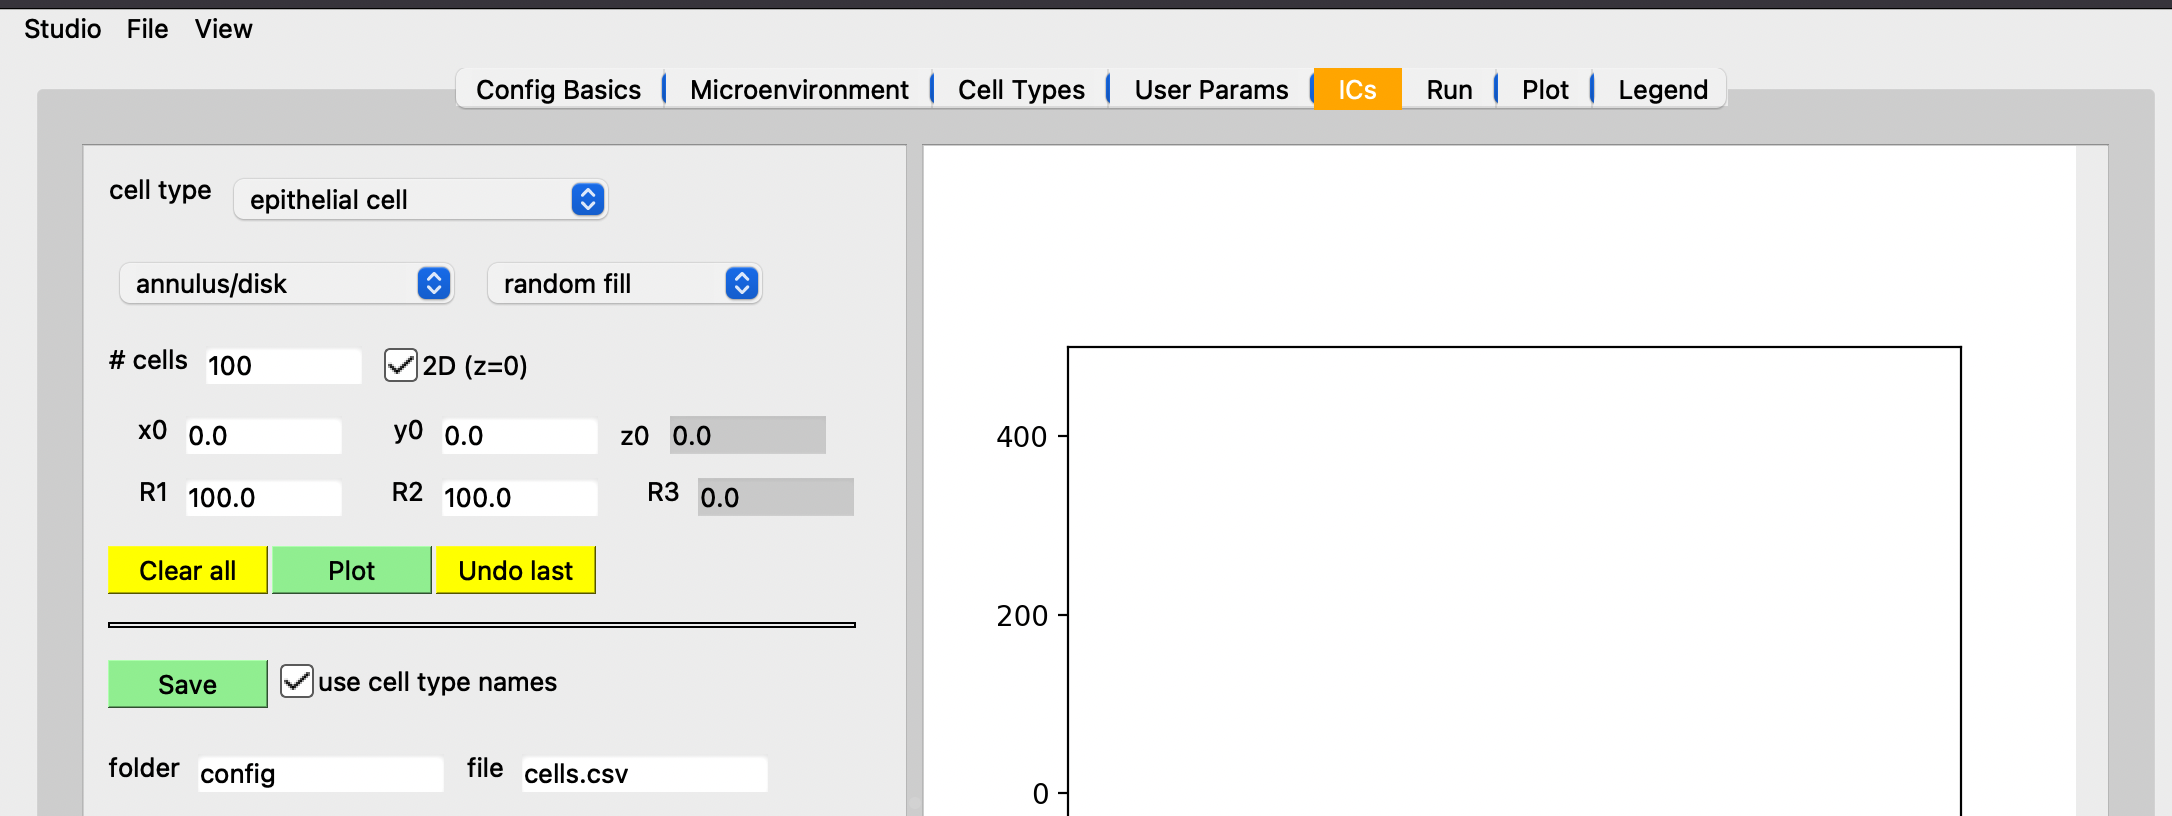 Studio File View
Config Basics Microenvironment Cell Types User Params ICs Run Plot Legend
cell type epithelial cell
annulus/disk random fill
# cells 100 2D (z=0)
x0 0.0 y0 0.0 z0 0.0
R1 100.0 R2 100.0 R3 0.0
Clear all Plot Undo last
Save use cell type names
folder config file cells.csv
400
200
0